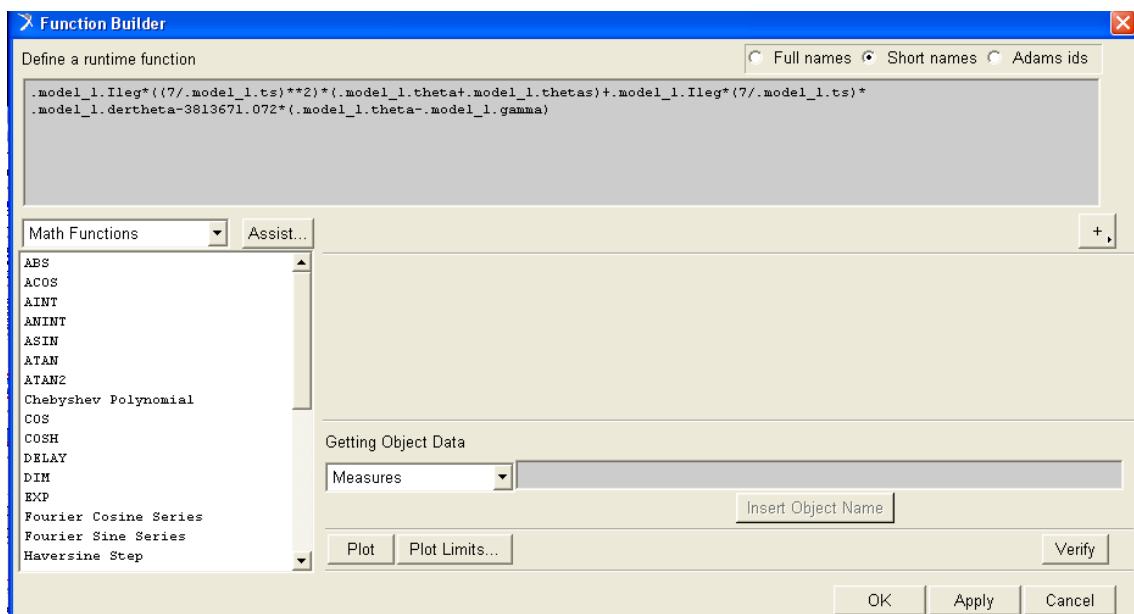 Function Builder
Define a runtime function
Full names
Short names
Adams ids
.model_1.Ileg*((7/.model_1.ts)**2)*(.model_1.theta+.model_1.thetas)+.model_1.Ileg*(7/.model_1.ts)*
.model_1.dertheta-3813671.072*(.model_1.theta-.model_1.gamma)
Math Functions
Assist...
+
ABS
ACOS
AINT
ANINT
ASIN
ATAN
ATAN2
Chebyshev Polynomial
COS
COSH
DELAY
DIM
EXP
Fourier Cosine Series
Fourier Sine Series
Haversine Step
Getting Object Data
Measures
Insert Object Name
Plot
Plot Limits...
Verify
OK
Apply
Cancel